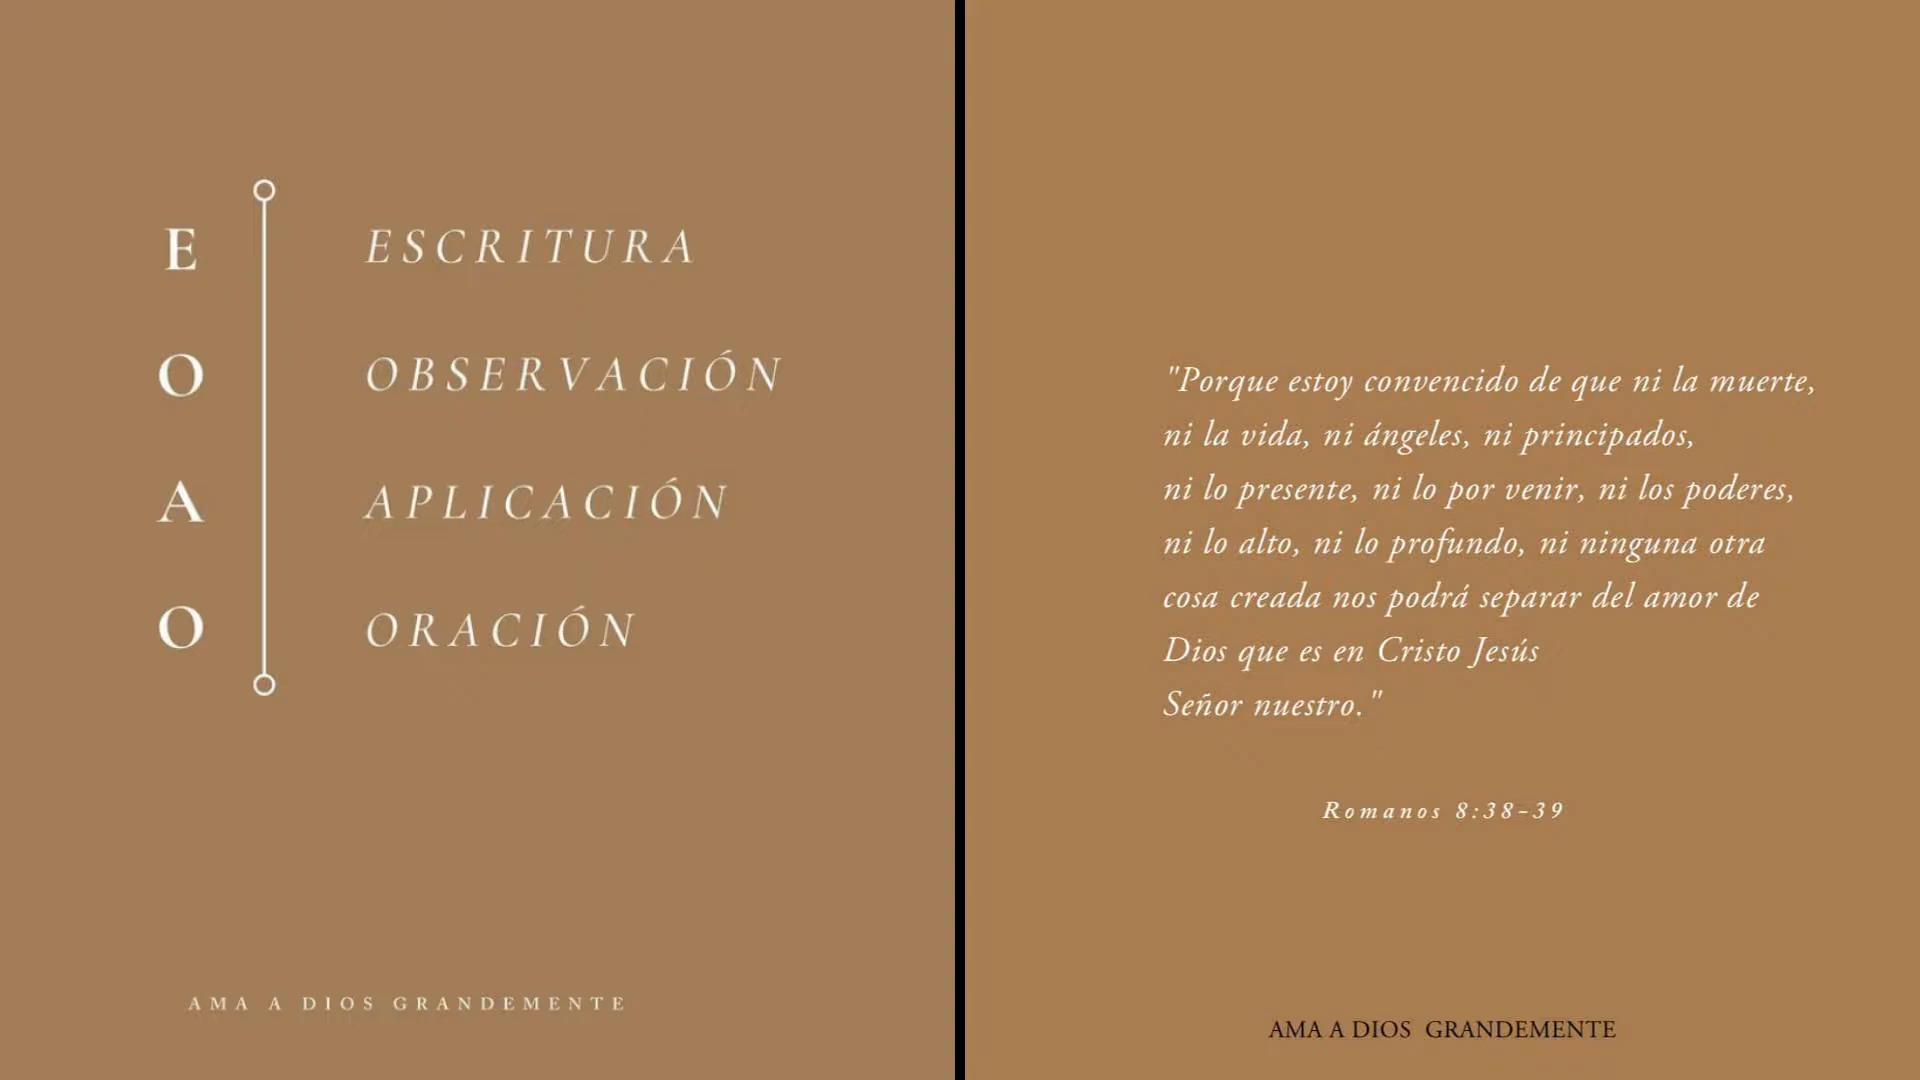 E ESCRITURA
O OBSERVACIÓN
A APLICACIÓN
O ORACIÓN
AMA A DIOS GRANDEMENTE
"Porque estoy convencido de que ni la muerte,
ni la vida, ni ángeles, ni principados,
ni lo presente, ni lo por venir, ni los poderes,
ni lo alto, ni lo profundo, ni ninguna otra
cosa creada nos podrá separar del amor de
Dios que es en Cristo Jesús
Señor nuestro."
Romanos 8:38-39
AMA A DIOS GRANDEMENTE